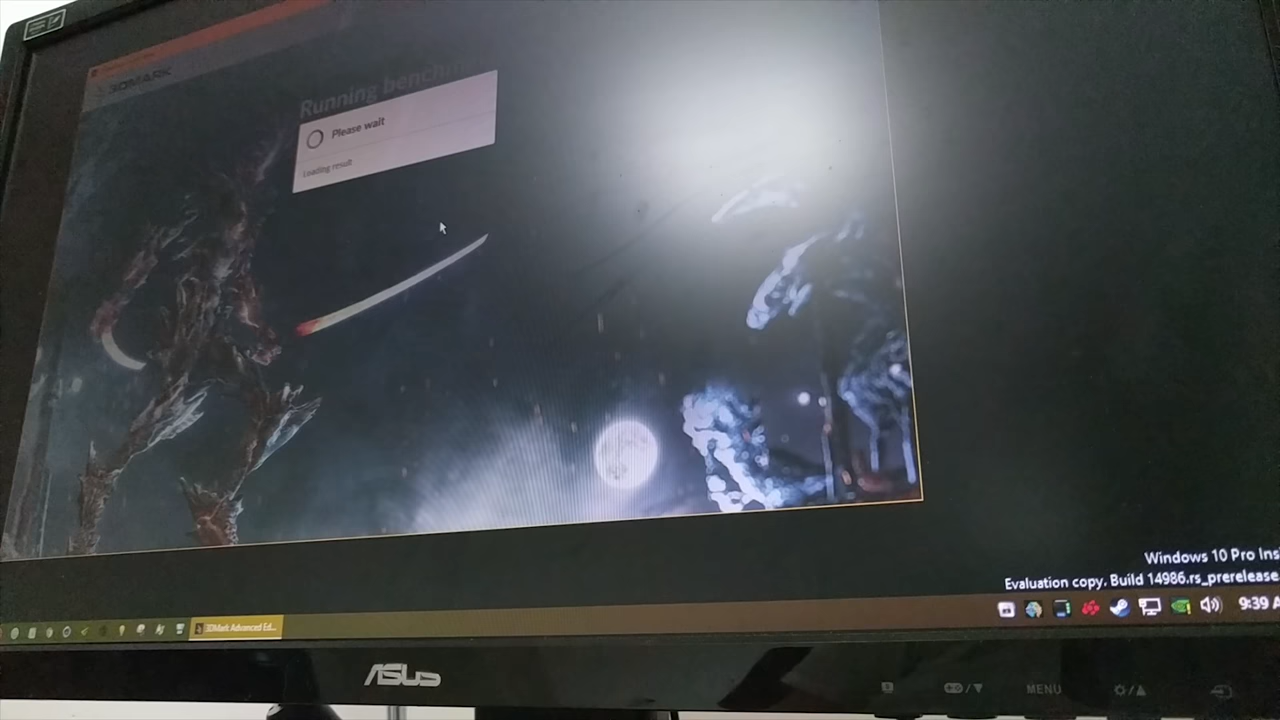 3DMARK
Running bench
Please wait
Loading result
Windows 10 Pro Ins
Evaluation copy. Build 14986.rs_prerelease
3DMark Advanced Ed...
9:39 A
ASUS
MENU